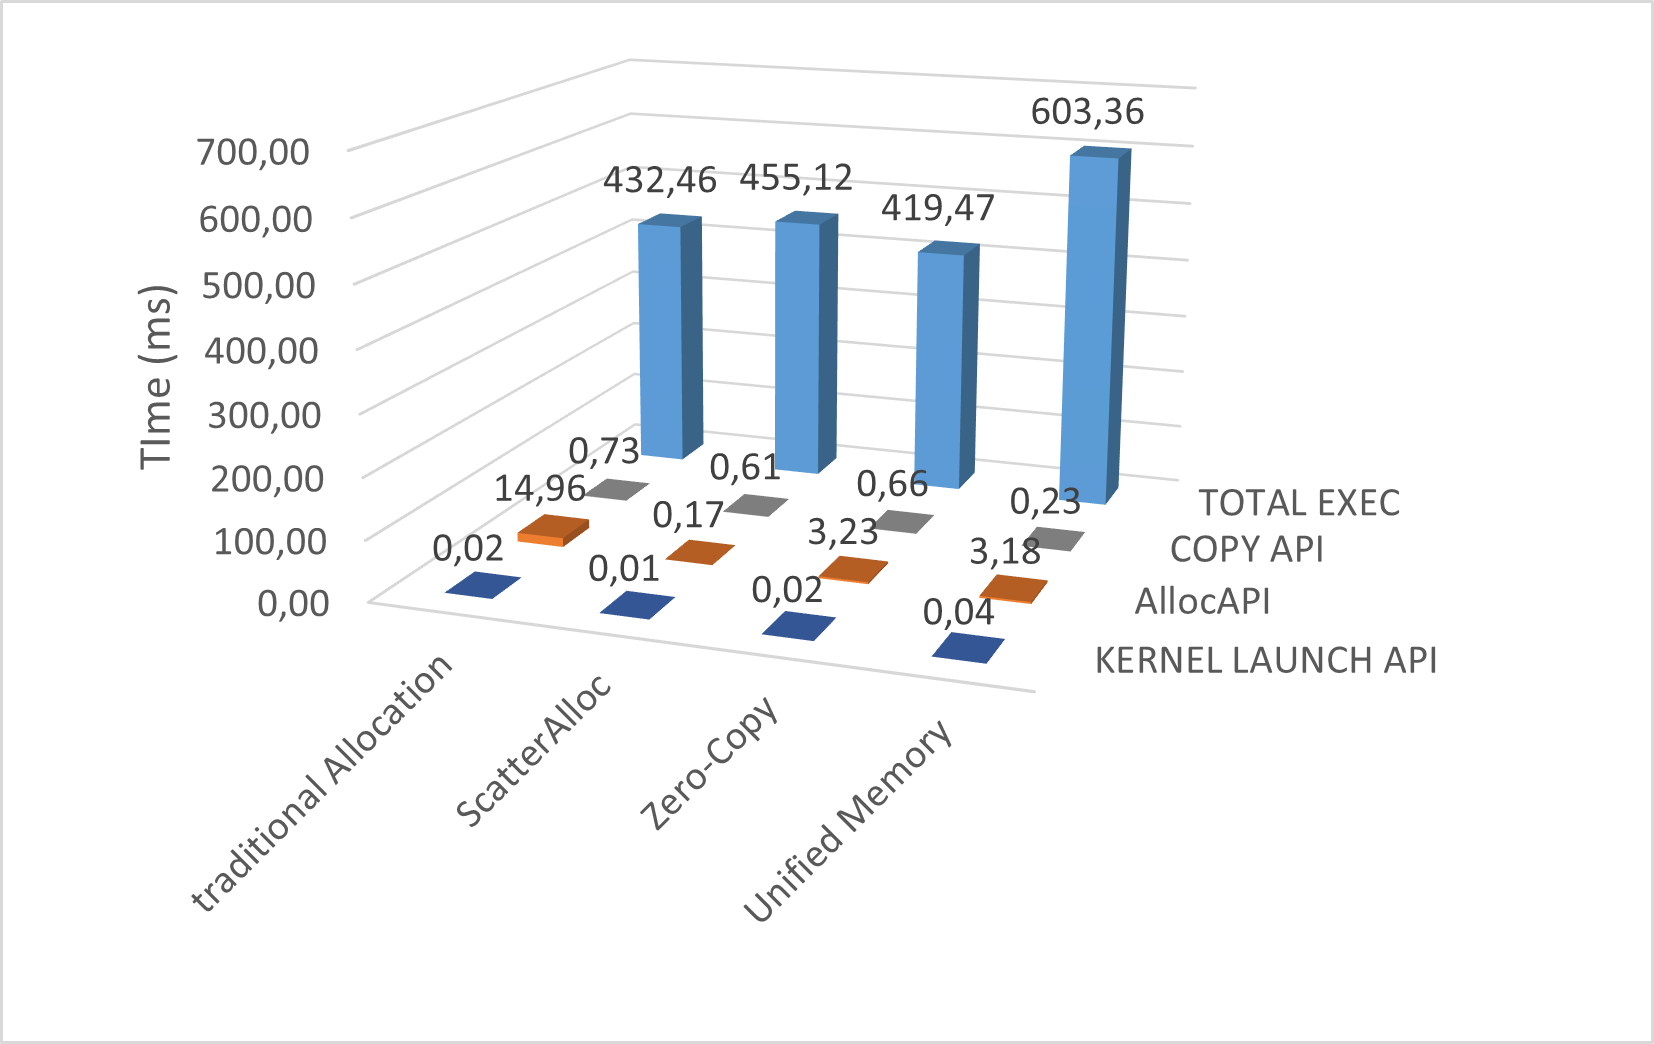 603,36
432,46
455,12
419,47
700,00
600,00
500,00
400,00
300,00
200,00
100,00
0,00
TIme (ms)
0,73
0,61
0,66
0,23
14,96
0,17
3,23
3,18
0,02
0,01
0,02
0,04
TOTAL EXEC
COPY API
AllocAPI
KERNEL LAUNCH API
traditional Allocation
ScatterAlloc
Zero-Copy
Unified Memory